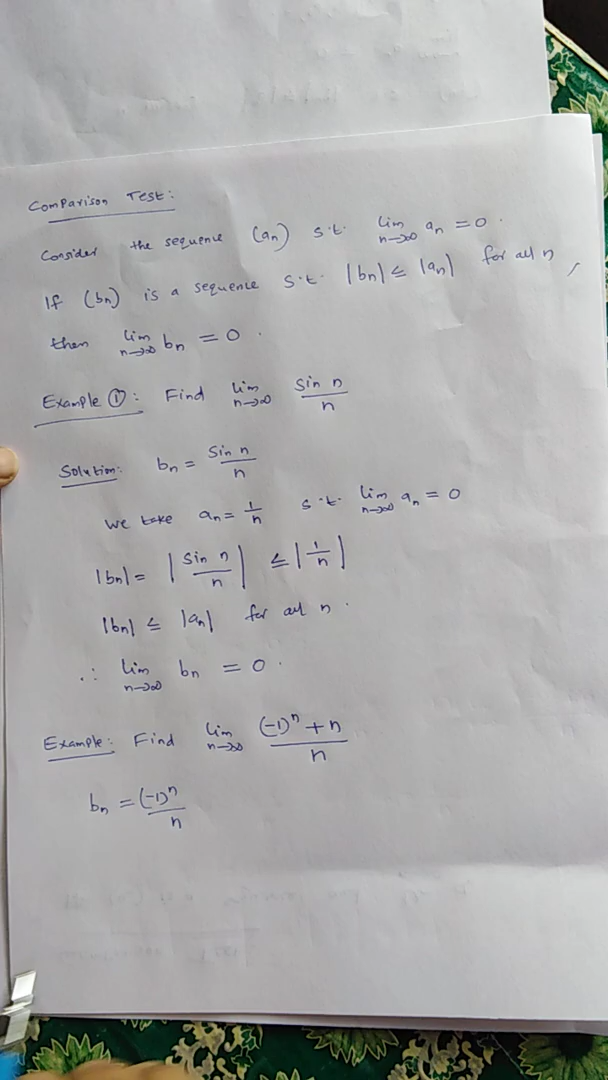 Comparison Test:
Consider the sequence (an) s.t. lim n→∞ an = 0.
If (bn) is a sequence s.t. |bn| ≤ |an| for all n,
then lim n→∞ bn = 0.
Example ①: Find lim n→∞ Sin n / n
Solution: bn = Sin n / n
We take an = 1/n s.t. lim n→∞ an = 0
|bn| = |Sin n / n| ≤ |1/n|
|bn| ≤ |an| for all n.
∴ lim n→∞ bn = 0.
Example: Find lim n→∞ (-1)^n + n / n
bn = (-1)^n / n